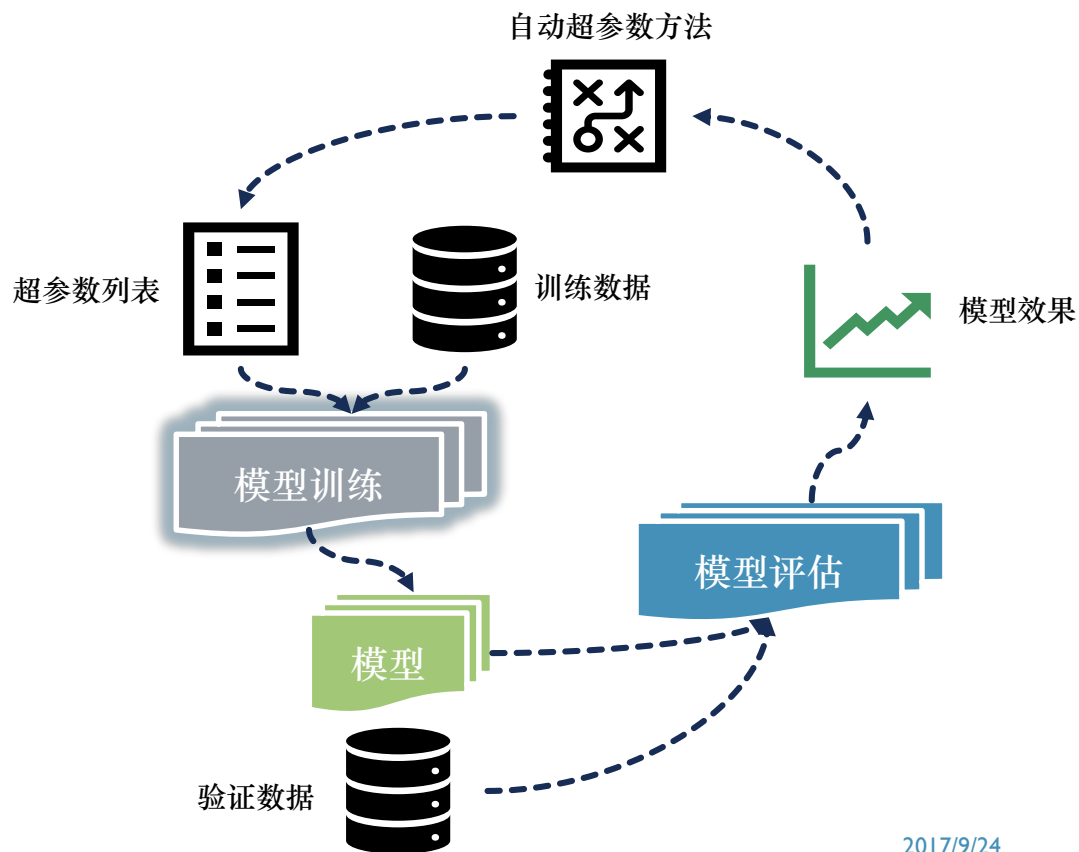 自动超参数方法
超参数列表
训练数据
模型效果
模型训练
模型评估
模型
验证数据
2017/9/24